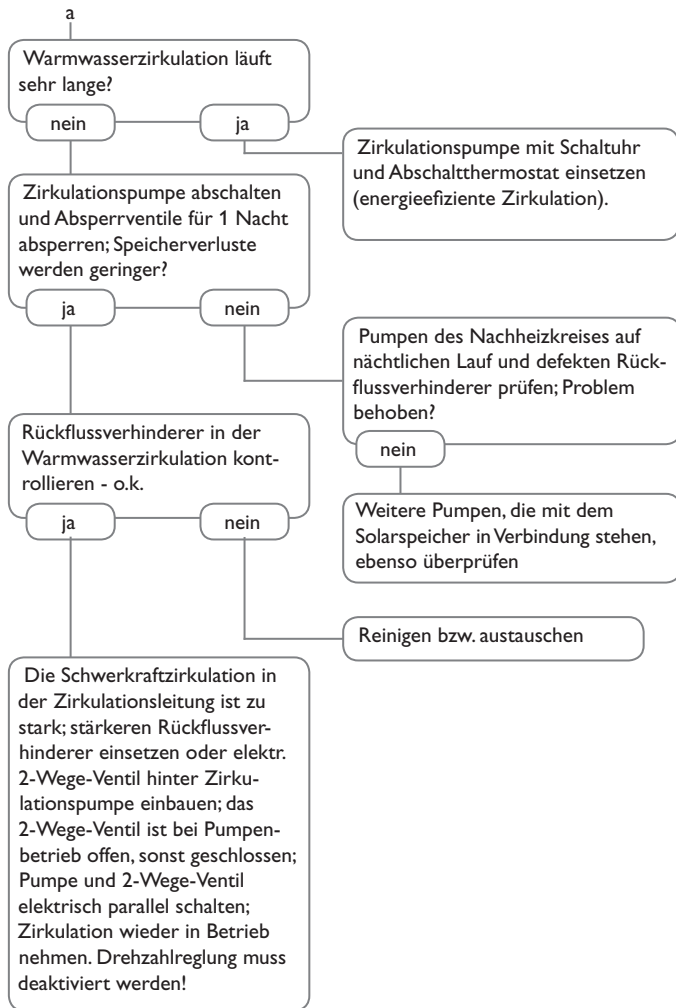 a
Warmwasserzirkulation läuft
sehr lange?
nein
ja
Zirkulationspumpe mit Schaltuhr
und Abschaltthermostat einsetzen
(energieefiziente Zirkulation).
Zirkulationspumpe abschalten
und Absperrventile für 1 Nacht
absperren; Speicherverluste
werden geringer?
ja
nein
Pumpen des Nachheizkreises auf
nächtlichen Lauf und defekten Rück-
flussverhinderer prüfen; Problem
behoben?
nein
Weitere Pumpen, die mit dem
Solarspeicher in Verbindung stehen,
ebenso überprüfen
Rückflussverhinderer in der
Warmwasserzirkulation kont-
rollieren - o.k.
ja
nein
Reinigen bzw. austauschen
Die Schwerkraftzirkulation in
der Zirkulationsleitung ist zu
stark; stärkeren Rückflussver-
hinderer einsetzen oder elektr.
2-Wege-Ventil hinter Zirku-
lationspumpe einbauen; das
2-Wege-Ventil ist bei Pumpen-
betrieb offen, sonst geschlossen;
Pumpe und 2-Wege-Ventil
elektrisch parallel schalten;
Zirkulation wieder in Betrieb
nehmen. Drehzahlreglung muss
deaktiviert werden!